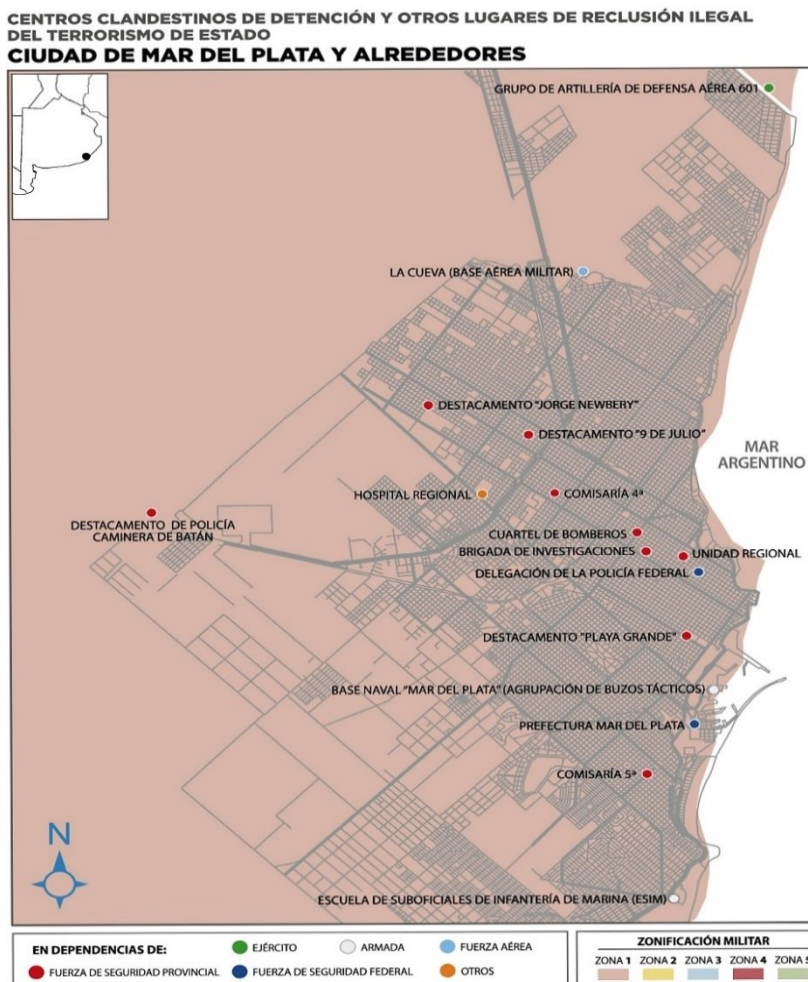 CENTROS CLANDESTINOS DE DETENCIÓN Y OTROS LUGARES DE RECLUSIÓN ILEGAL
DEL TERRORISMO DE ESTADO
CIUDAD DE MAR DEL PLATA Y ALREDEDORES
GRUPO DE ARTILLERÍA DE DEFENSA AÉREA 601
LA CUEVA (BASE AÉREA MILITAR)
DESTACAMENTO "JORGE NEWBERY"
DESTACAMENTO "9 DE JULIO"
MAR
ARGENTINO
HOSPITAL REGIONAL
COMISARÍA 4ª
DESTACAMENTO DE POLICÍA
CAMINERA DE BATÁN
CUARTEL DE BOMBEROS
BRIGADA DE INVESTIGACIONES
UNIDAD REGIONAL
DELEGACIÓN DE LA POLICÍA FEDERAL
DESTACAMENTO "PLAYA GRANDE"
BASE NAVAL "MAR DEL PLATA" (AGRUPACIÓN DE BUZOS TÁCTICOS)
PREFECTURA MAR DEL PLATA
COMISARÍA 5ª
N
ESCUELA DE SUBOFICIALES DE INFANTERÍA DE MARINA (ESIM)
EN DEPENDENCIAS DE:
EJÉRCITO
ARMADA
FUERZA AÉREA
FUERZA DE SEGURIDAD PROVINCIAL
FUERZA DE SEGURIDAD FEDERAL
OTROS
ZONIFICACIÓN MILITAR
ZONA 1 ZONA 2 ZONA 3 ZONA 4 ZONA 5